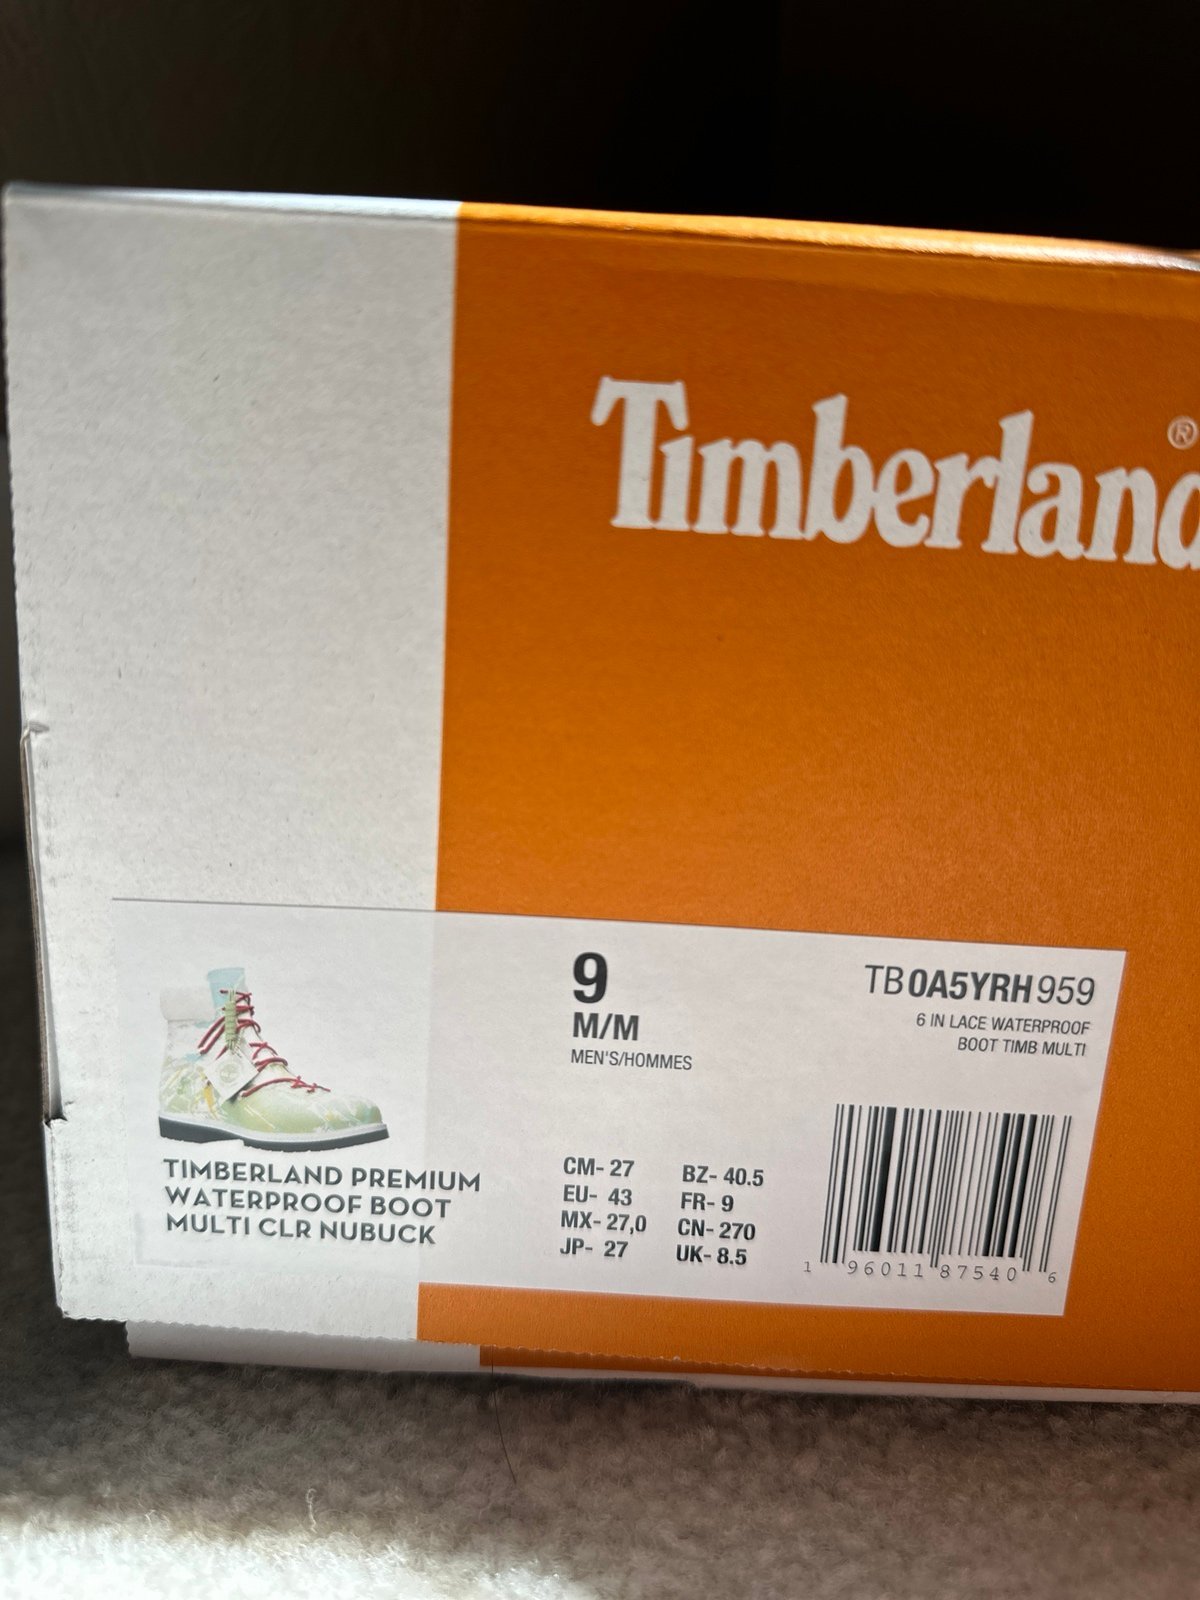 Timberland®
9
M/M
MEN'S/HOMMES
TB0A5YRH959
6 IN LACE WATERPROOF
BOOT TIMB MULTI
TIMBERLAND PREMIUM
WATERPROOF BOOT
MULTI CLR NUBUCK
CM- 27 BZ- 40.5
EU- 43 FR- 9
MX- 27,0 CN- 270
JP- 27 UK- 8.5
1 96011 87540 6